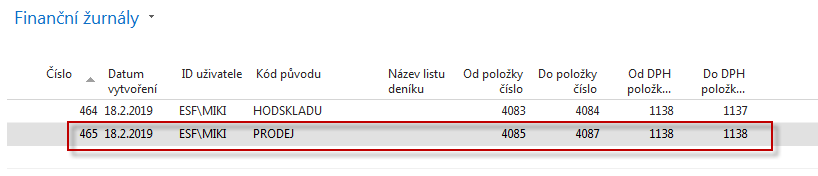 Finanční žurnály
Číslo Datum vytvoření ID uživatele Kód původu Název listu deníku Od položky číslo Do položky číslo Od DPH položk... Do DPH položk...
464 18.2.2019 ESF\MIKI HODSKLADU 4083 4084 1138 1137
465 18.2.2019 ESF\MIKI PRODEJ 4085 4087 1138 1138